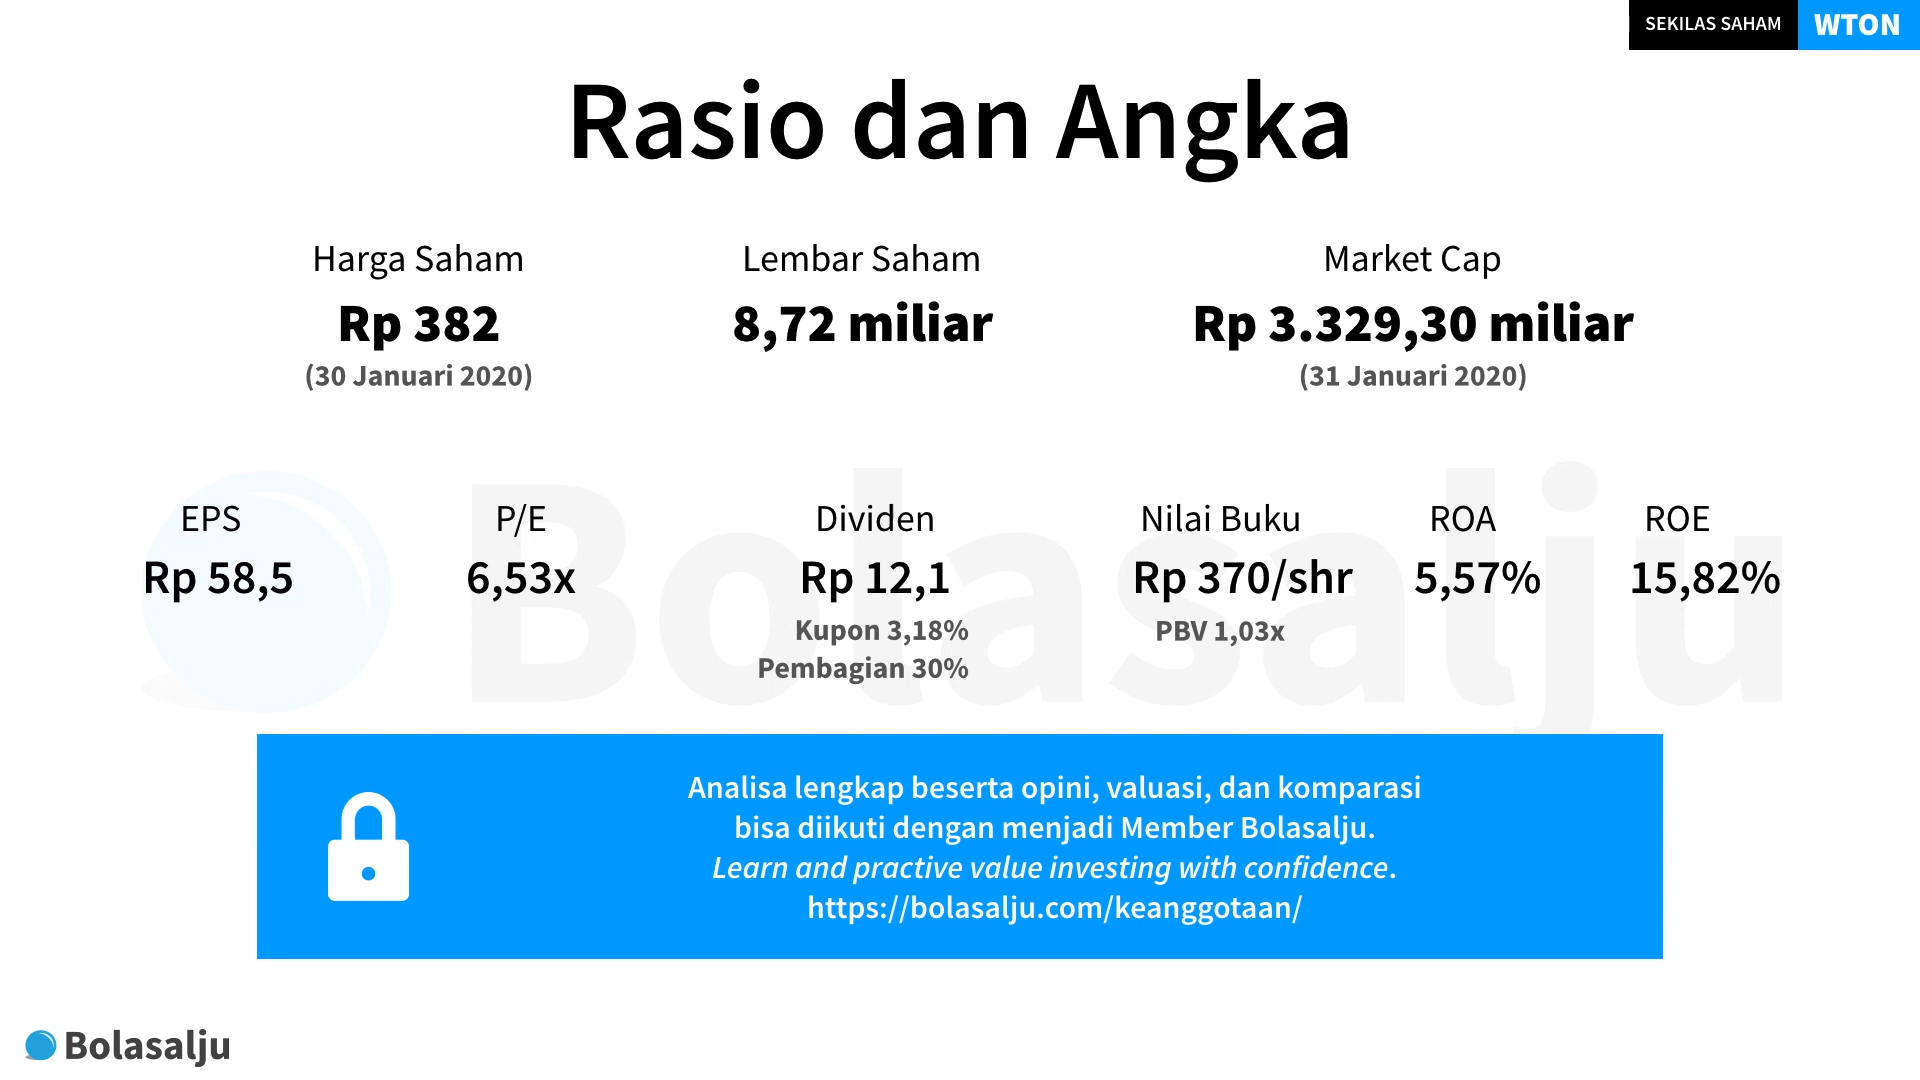 SEKILAS SAHAM WTON
Rasio dan Angka
Harga Saham
Rp 382
(30 Januari 2020)
Lembar Saham
8,72 miliar
Market Cap
Rp 3.329,30 miliar
(31 Januari 2020)
EPS
Rp 58,5
P/E
6,53x
Dividen
Rp 12,1
Kupon 3,18%
Pembagian 30%
Nilai Buku
Rp 370/shr
PBV 1,03x
ROA
5,57%
ROE
15,82%
Bolasalju
Analisa lengkap beserta opini, valuasi, dan komparasi
bisa diikuti dengan menjadi Member Bolasalju.
Learn and practive value investing with confidence.
https://bolasalju.com/keanggotaan/
Bolasalju